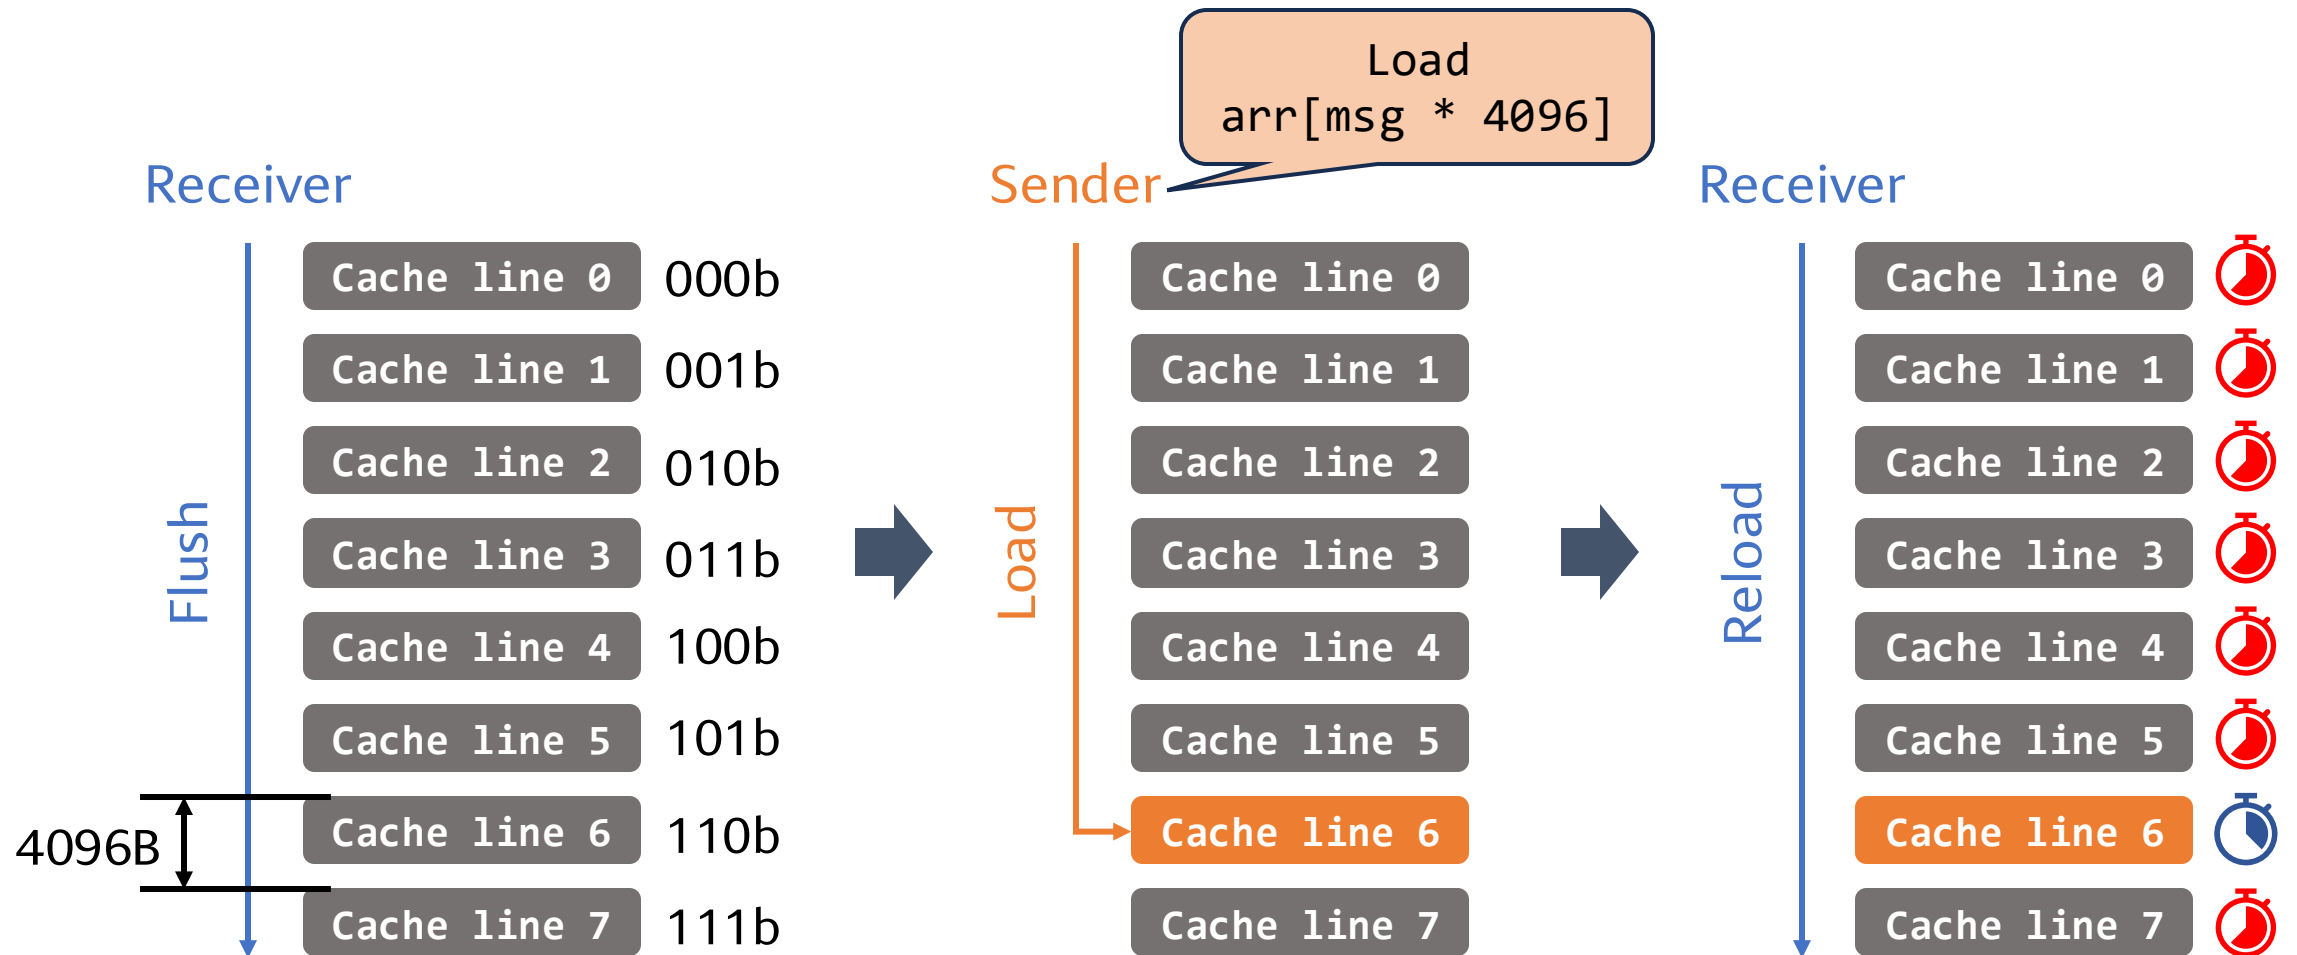 Load
arr[msg * 4096]
Receiver
Flush
Cache line 0 000b
Cache line 1 001b
Cache line 2 010b
Cache line 3 011b
Cache line 4 100b
Cache line 5 101b
Cache line 6 110b
Cache line 7 111b
4096B
Sender
Load
Cache line 0
Cache line 1
Cache line 2
Cache line 3
Cache line 4
Cache line 5
Cache line 6
Cache line 7
Receiver
Reload
Cache line 0
Cache line 1
Cache line 2
Cache line 3
Cache line 4
Cache line 5
Cache line 6
Cache line 7